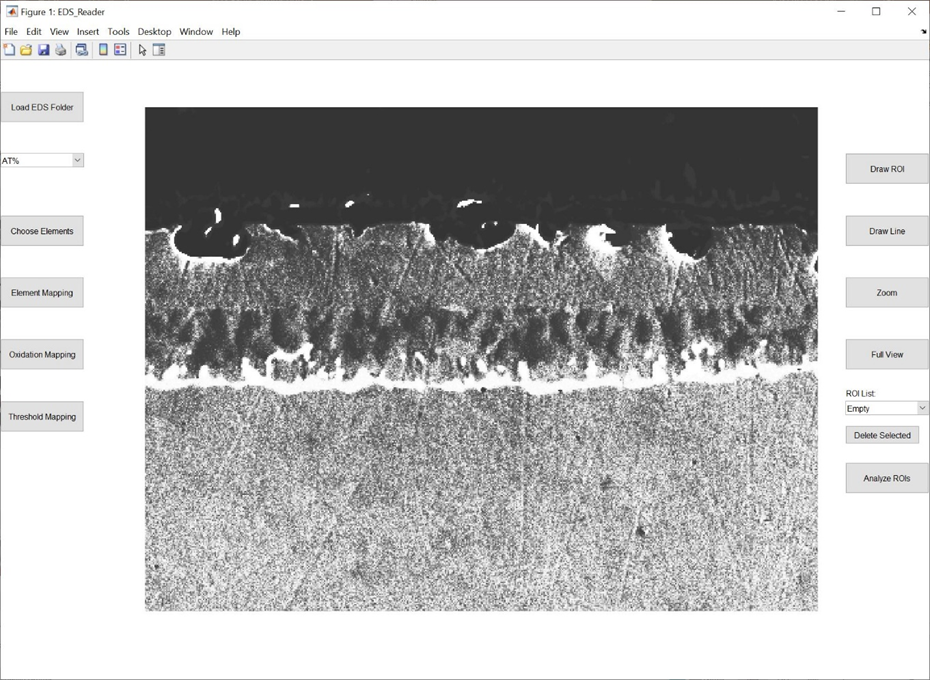 Figure 1: EDS_Reader
File Edit View Insert Tools Desktop Window Help
Load EDS Folder
AT%
Choose Elements
Element Mapping
Oxidation Mapping
Threshold Mapping
Draw ROI
Draw Line
Zoom
Full View
ROI List:
Empty
Delete Selected
Analyze ROIs